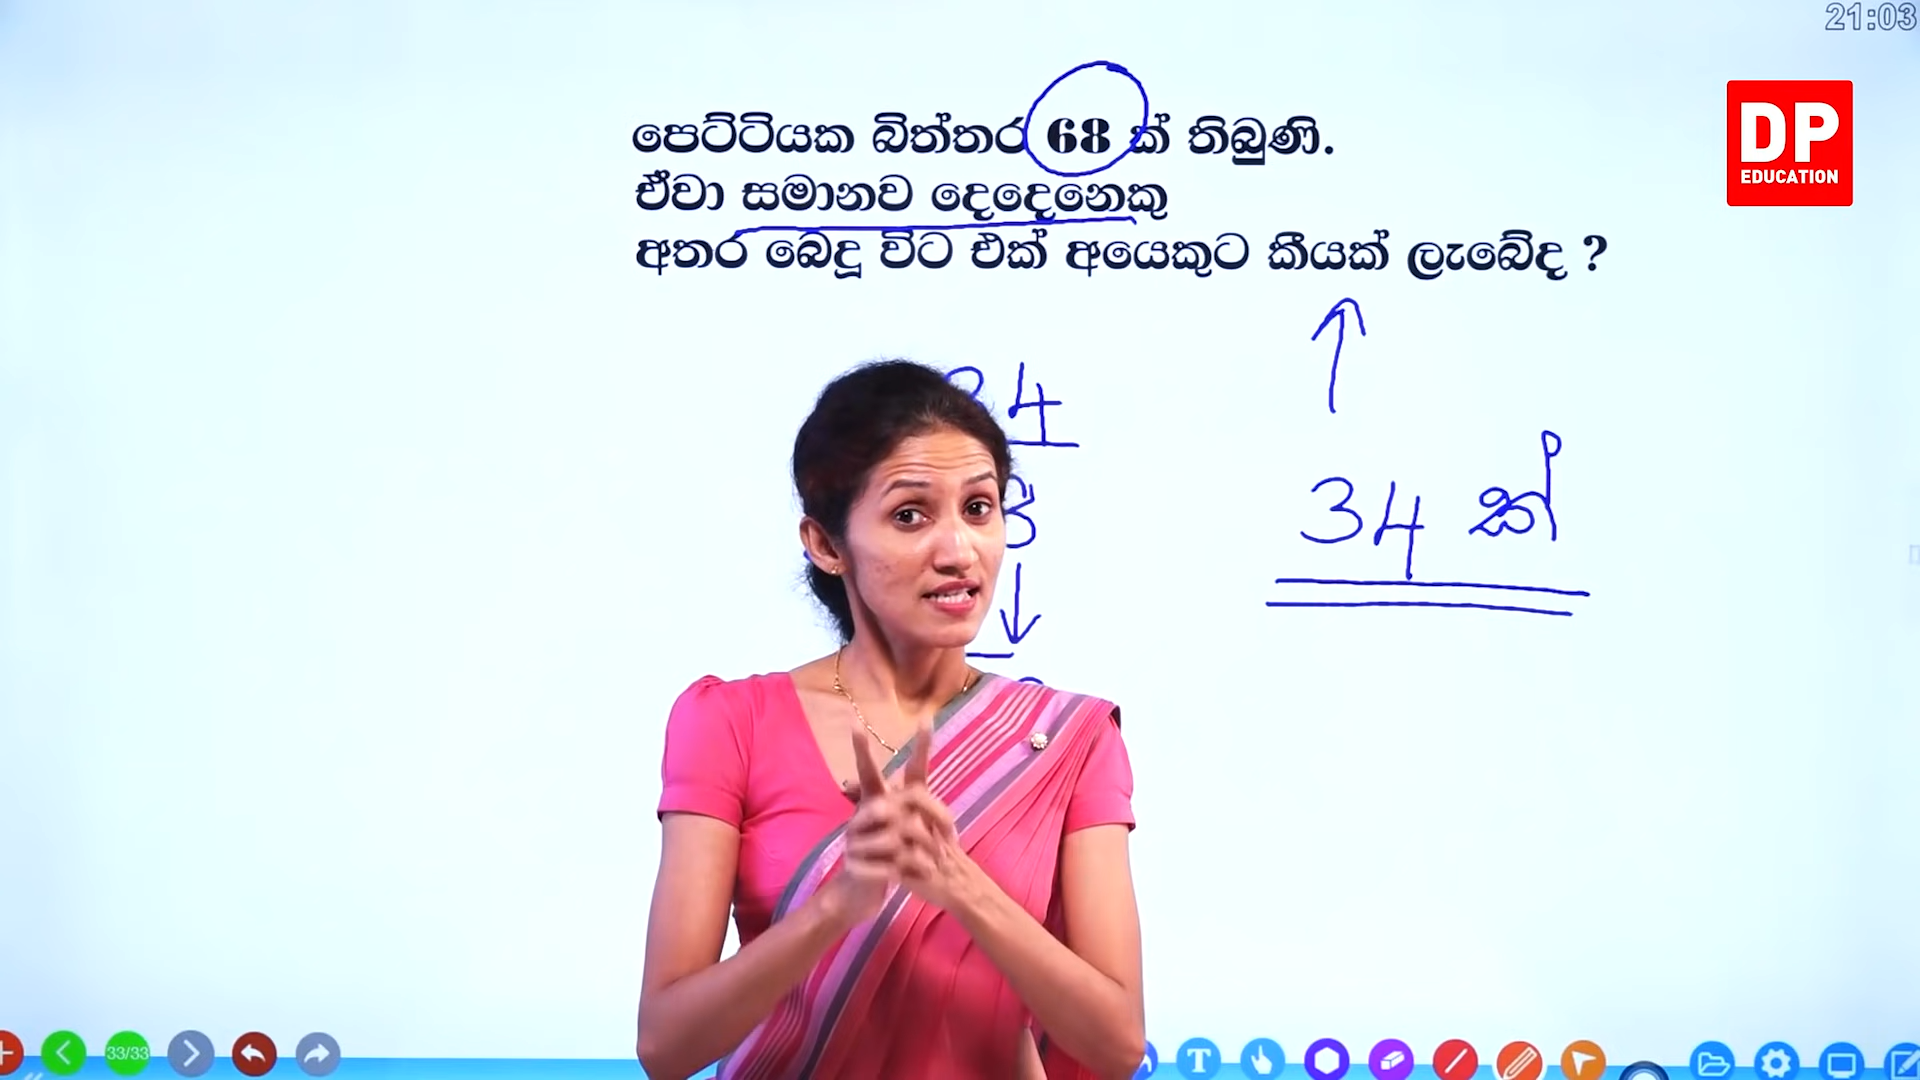 21:03
DP
EDUCATION
පෙට්ටියක බිත්තර 68 ක් තිබුණි.
ඒවා සමානව දෙදෙනෙකු
අතර බෙදූ විට එක් අයෙකුට කීයක් ලැබේද ?
34 ක්
33/33
T